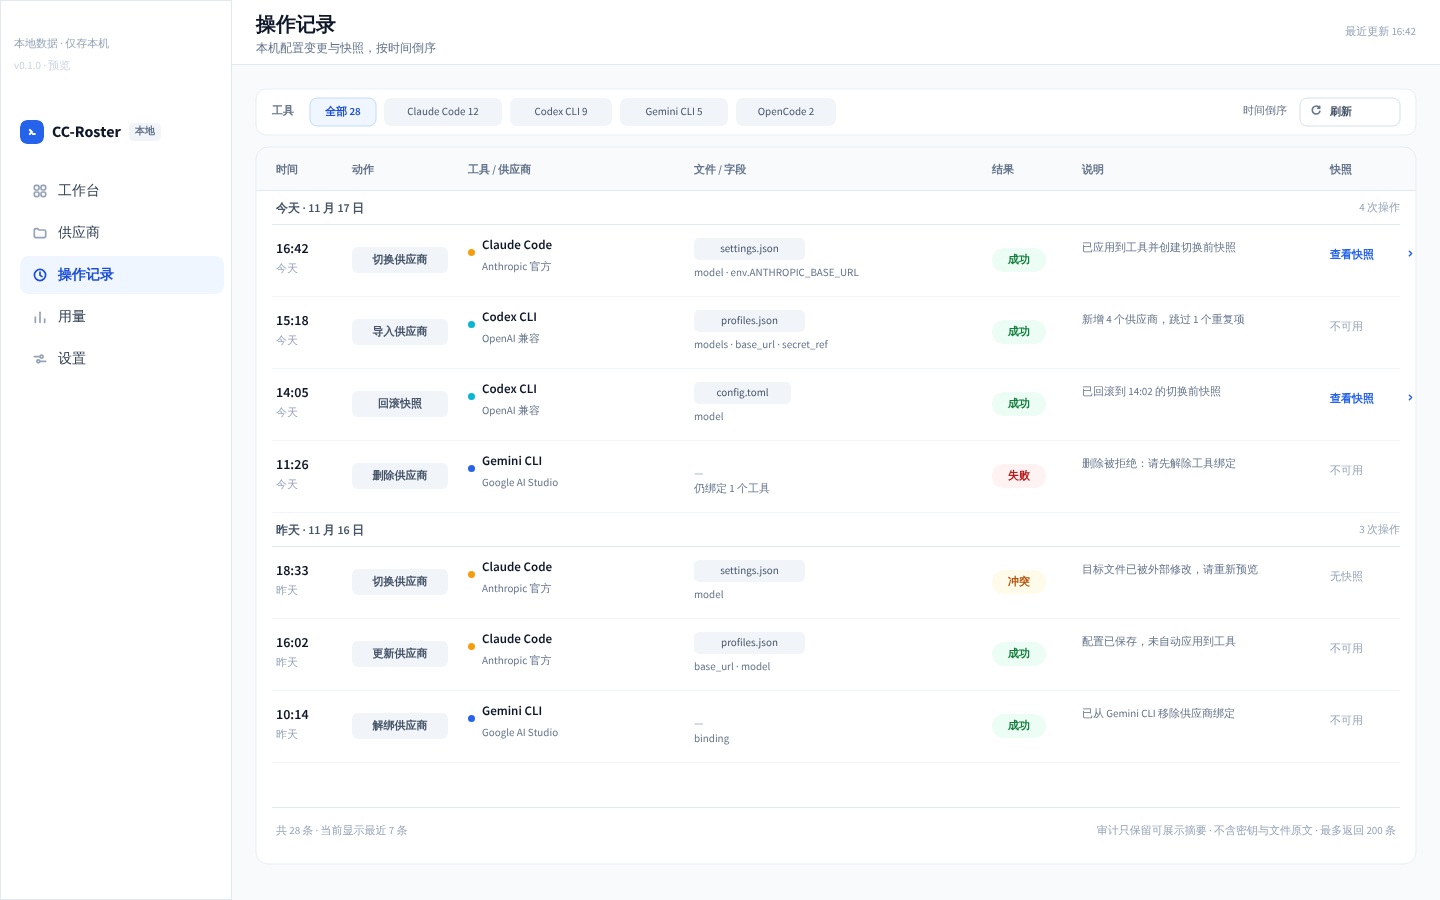 本地数据 · 仅存本机
v0.1.0 · 预览
CC-Roster 本地
工作台
供应商
操作记录
用量
设置
操作记录
本机配置变更与快照，按时间倒序
最近更新 16:42
工具 全部 28 Claude Code 12 Codex CLI 9 Gemini CLI 5 OpenCode 2 时间倒序 刷新
时间 动作 工具 / 供应商 文件 / 字段 结果 说明 快照
今天 · 11 月 17 日 4 次操作
16:42 今天 切换供应商 Claude Code Anthropic 官方 settings.json model · env.ANTHROPIC_BASE_URL 成功 已应用到工具并创建切换前快照 查看快照 ›
15:18 今天 导入供应商 Codex CLI OpenAI 兼容 profiles.json models · base_url · secret_ref 成功 新增 4 个供应商，跳过 1 个重复项 不可用
14:05 今天 回滚快照 Codex CLI OpenAI 兼容 config.toml model 成功 已回滚到 14:02 的切换前快照 查看快照 ›
11:26 今天 删除供应商 Gemini CLI Google AI Studio — 仍绑定 1 个工具 失败 删除被拒绝：请先解除工具绑定 不可用
昨天 · 11 月 16 日 3 次操作
18:33 昨天 切换供应商 Claude Code Anthropic 官方 settings.json model 冲突 目标文件已被外部修改，请重新预览 无快照
16:02 昨天 更新供应商 Claude Code Anthropic 官方 profiles.json base_url · model 成功 配置已保存，未自动应用到工具 不可用
10:14 昨天 解绑供应商 Gemini CLI Google AI Studio — binding 成功 已从 Gemini CLI 移除供应商绑定 不可用
共 28 条 · 当前显示最近 7 条 审计只保留可展示摘要 · 不含密钥与文件原文 · 最多返回 200 条